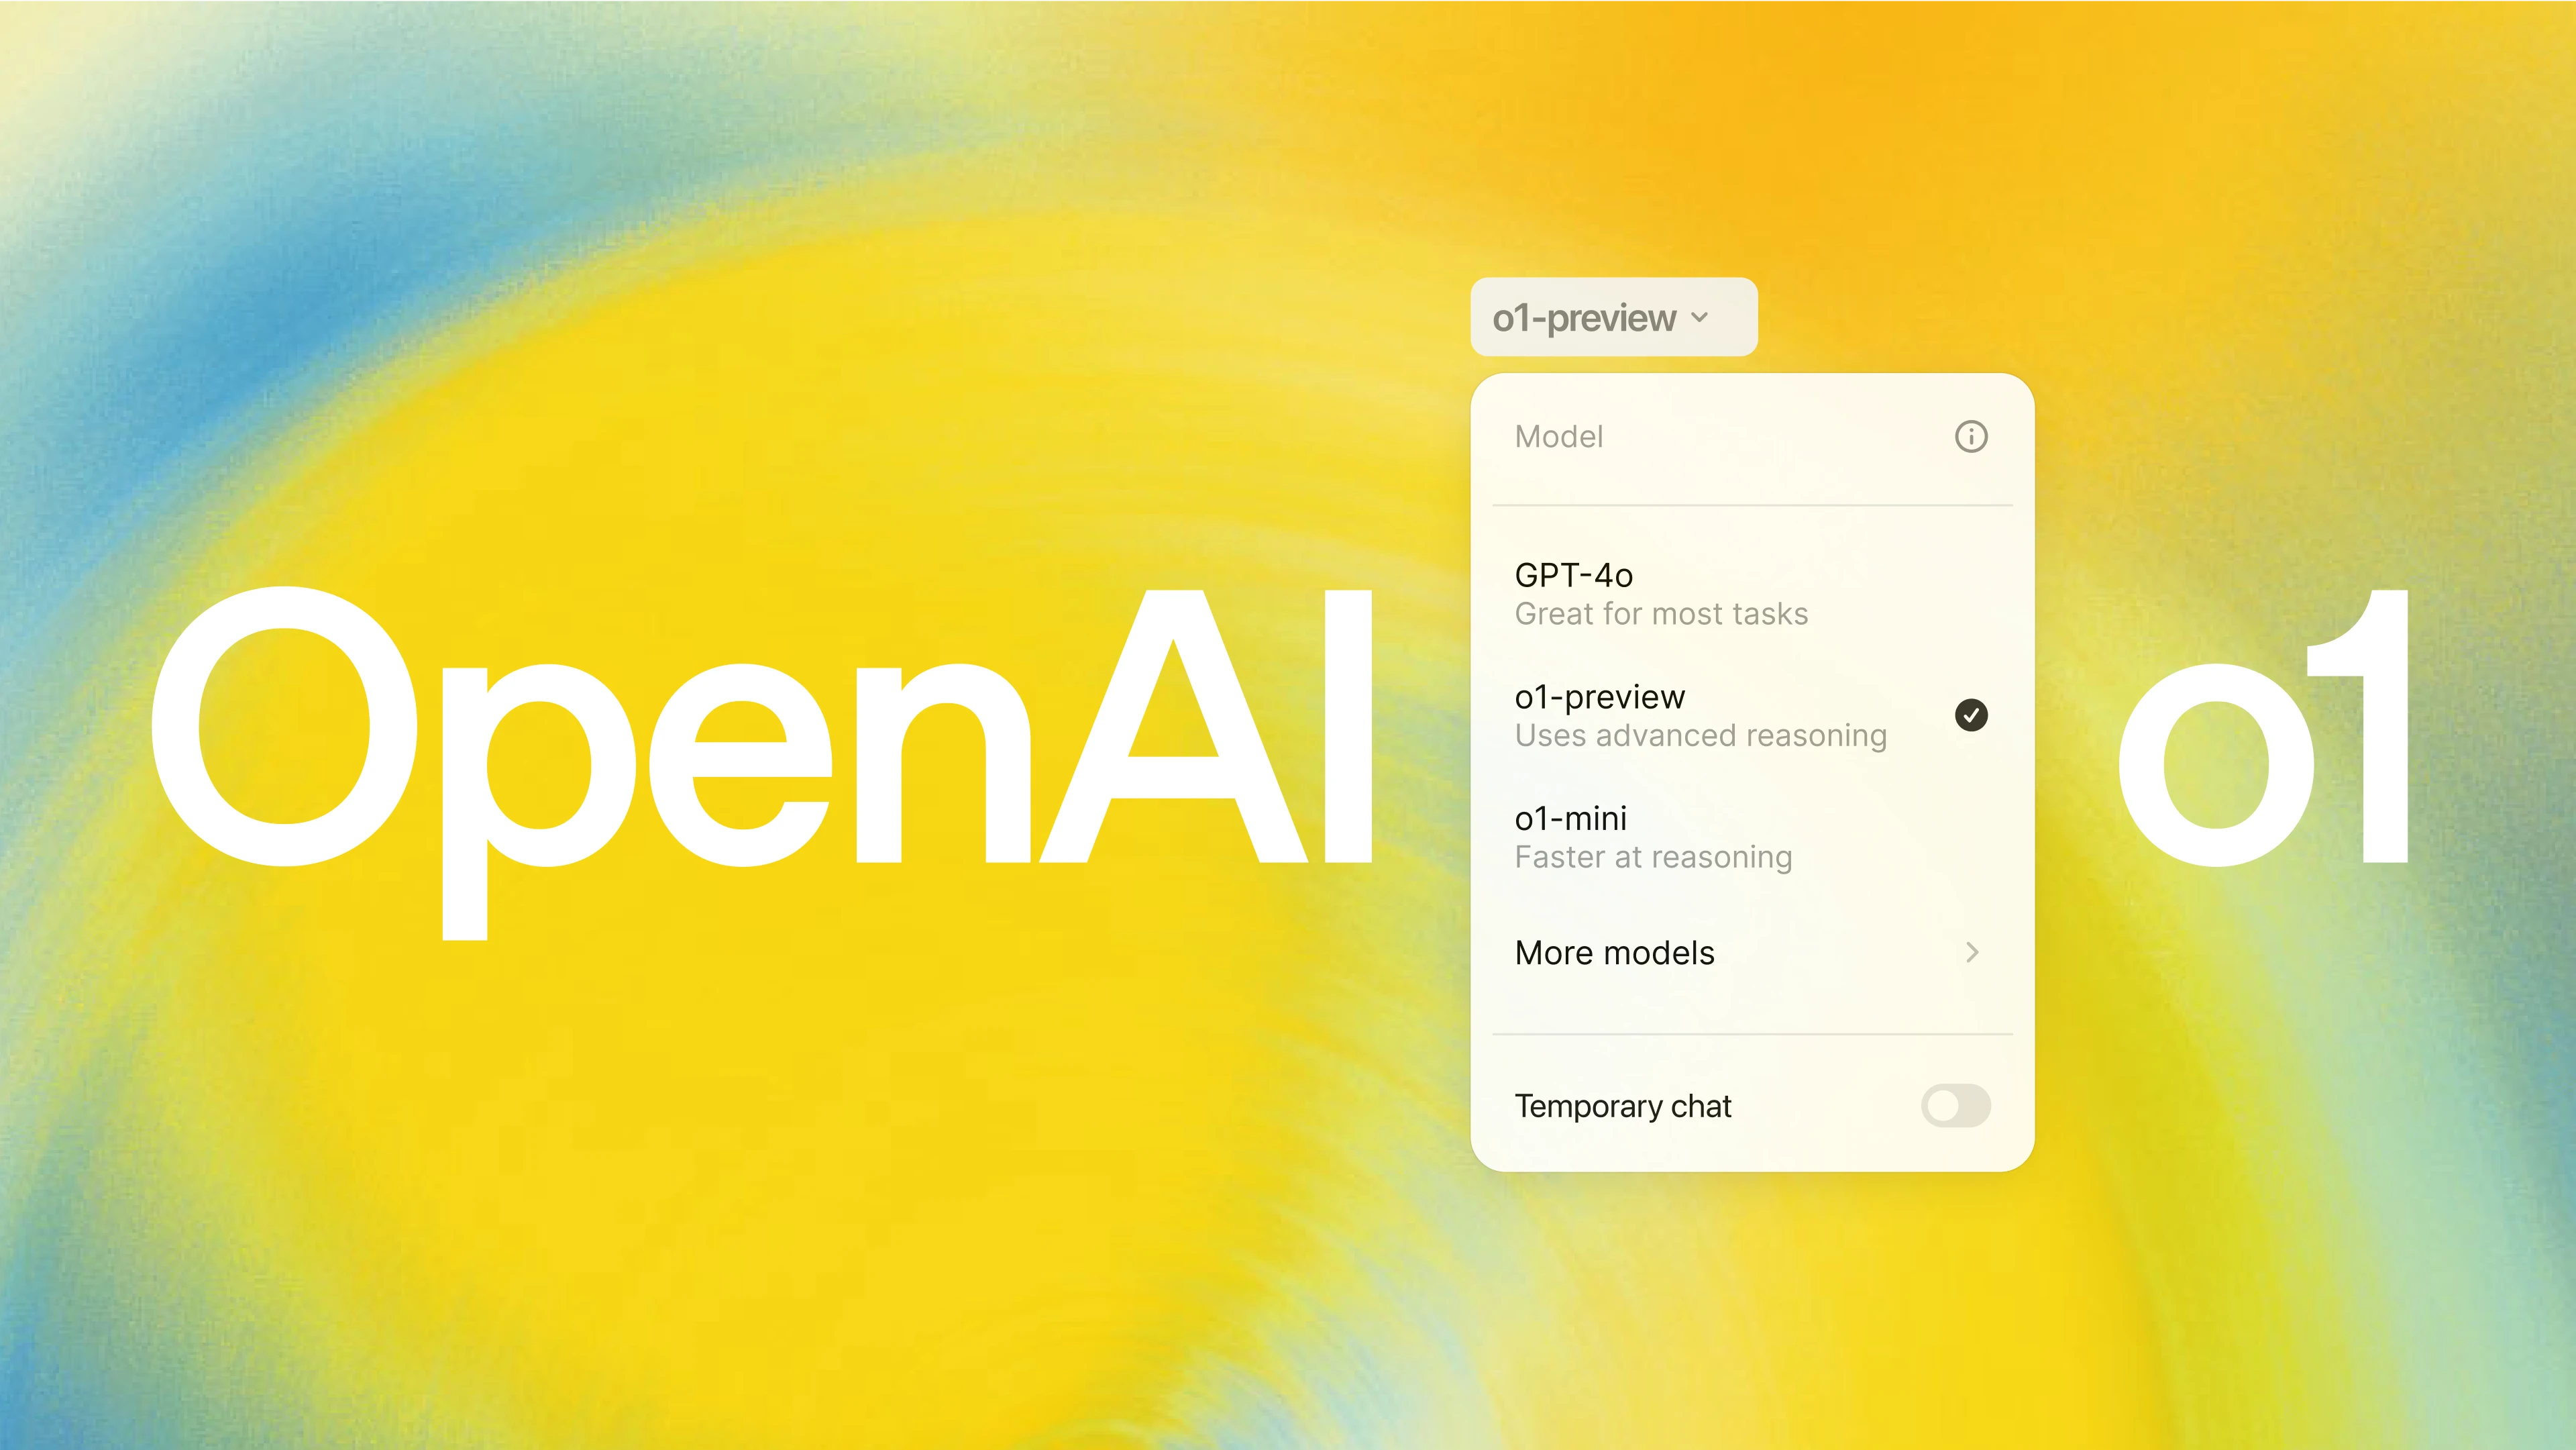 OpenAI
o1-preview
Model
GPT-4o
Great for most tasks
o1-preview
Uses advanced reasoning
o1-mini
Faster at reasoning
More models
Temporary chat
o1